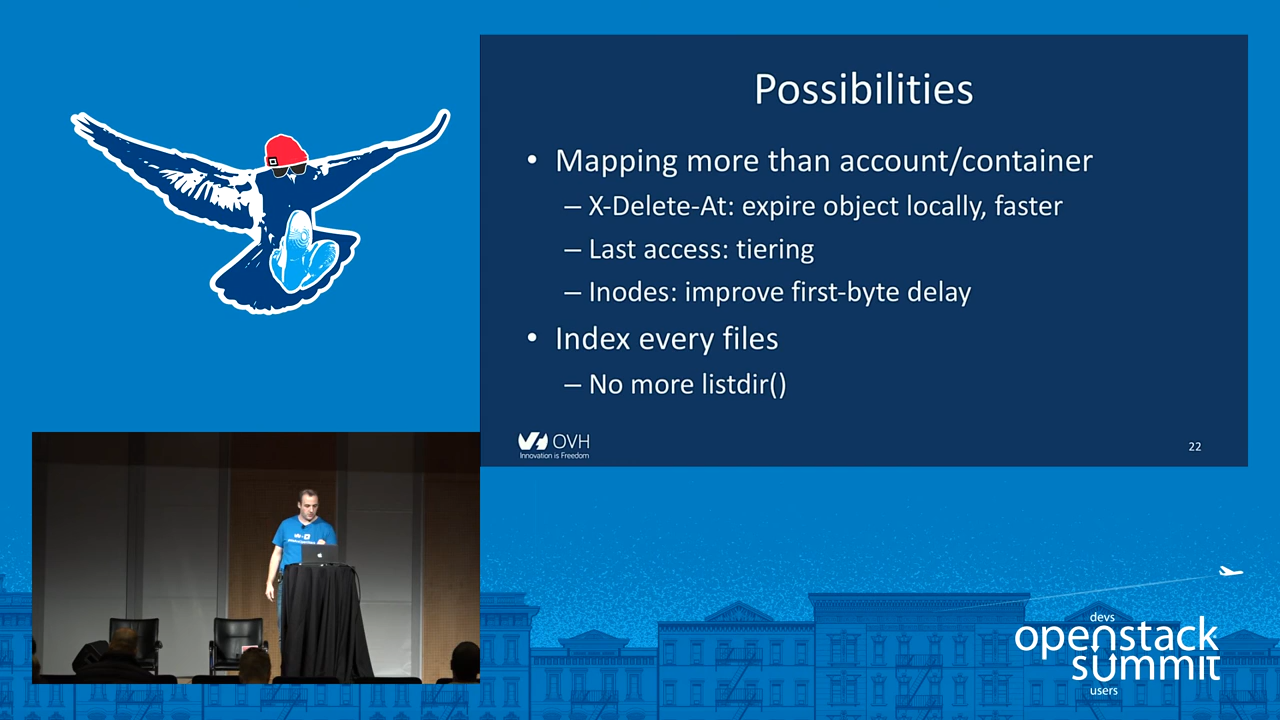 Possibilities
• Mapping more than account/container
– X-Delete-At: expire object locally, faster
– Last access: tiering
– Inodes: improve first-byte delay
• Index every files
– No more listdir()
OVH
Innovation is Freedom
22
devs
openstack
summit
users